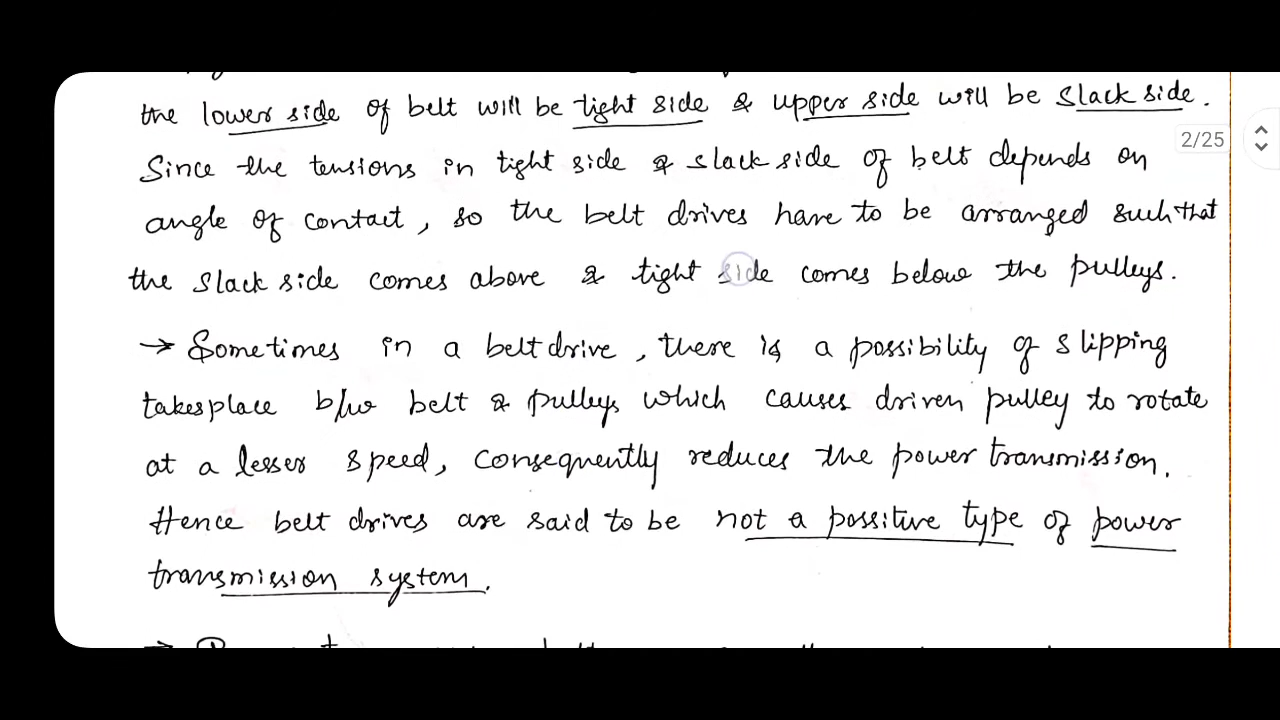 the lower side of belt will be tight side & upper side will be slack side.
2/25
Since the tensions in tight side & slack side of belt depends on
angle of contact, so the belt drives have to be arranged such that
the slack side comes above & tight side comes below the pulleys.
→ Sometimes in a belt drive, there is a possibility of slipping
takesplace b/w belt & pulleys which causes driven pulley to rotate
at a lesser speed, consequently reduces the power transmission.
Hence belt drives are said to be not a possitive type of power
transmission system.